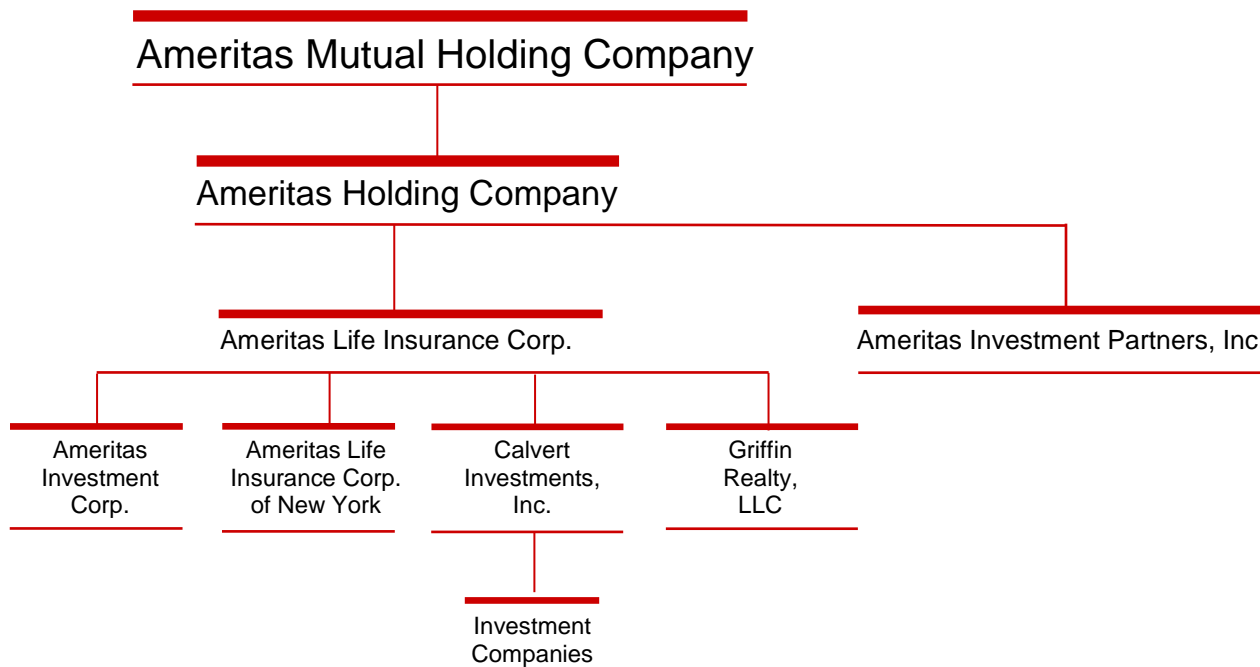 Ameritas Mutual Holding Company
Ameritas Holding Company
Ameritas Life Insurance Corp.
Ameritas Investment Partners, Inc
Ameritas
Investment
Corp.
Ameritas Life
Insurance Corp.
of New York
Calvert
Investments,
Inc.
Griffin
Realty,
LLC
Investment
Companies